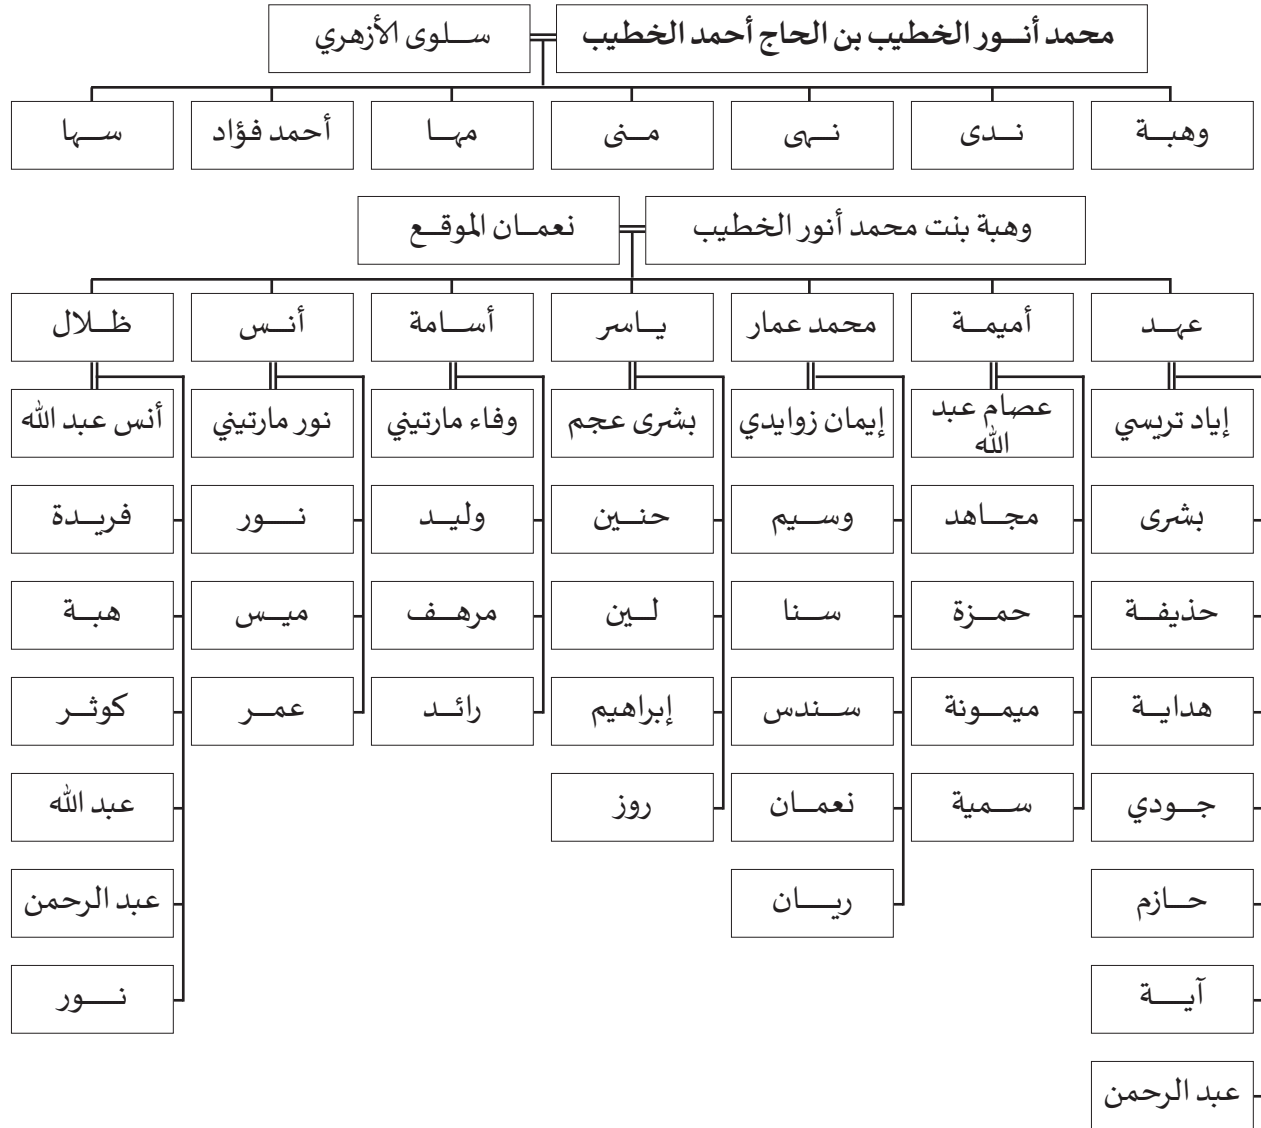 محمد أنور الخطيب بن الحاج أحمد الخطيب
سلوى الأزهري
وهبة
ندى
نهى
منى
مها
أحمد فؤاد
سها
وهبة بنت محمد أنور الخطيب
نعمان الموقع
عهد
أميمة
محمد عمار
ياسر
أسامة
أنس
ظلال
إياد تريسي
عصام عبد
الله
إيمان زوايدي
بشرى عجم
وفاء مارتيني
نور مارتيني
أنس عبد الله
بشرى
مجاهد
وسيم
حنين
وليد
نور
فريدة
حذيفة
حمزة
سنا
لين
مرهف
ميس
هبة
هداية
ميمونة
سندس
إبراهيم
رائد
عمر
كوثر
جودي
سمية
نعمان
روز
عبد الله
حازم
ريان
عبد الرحمن
آية
نور
عبد الرحمن